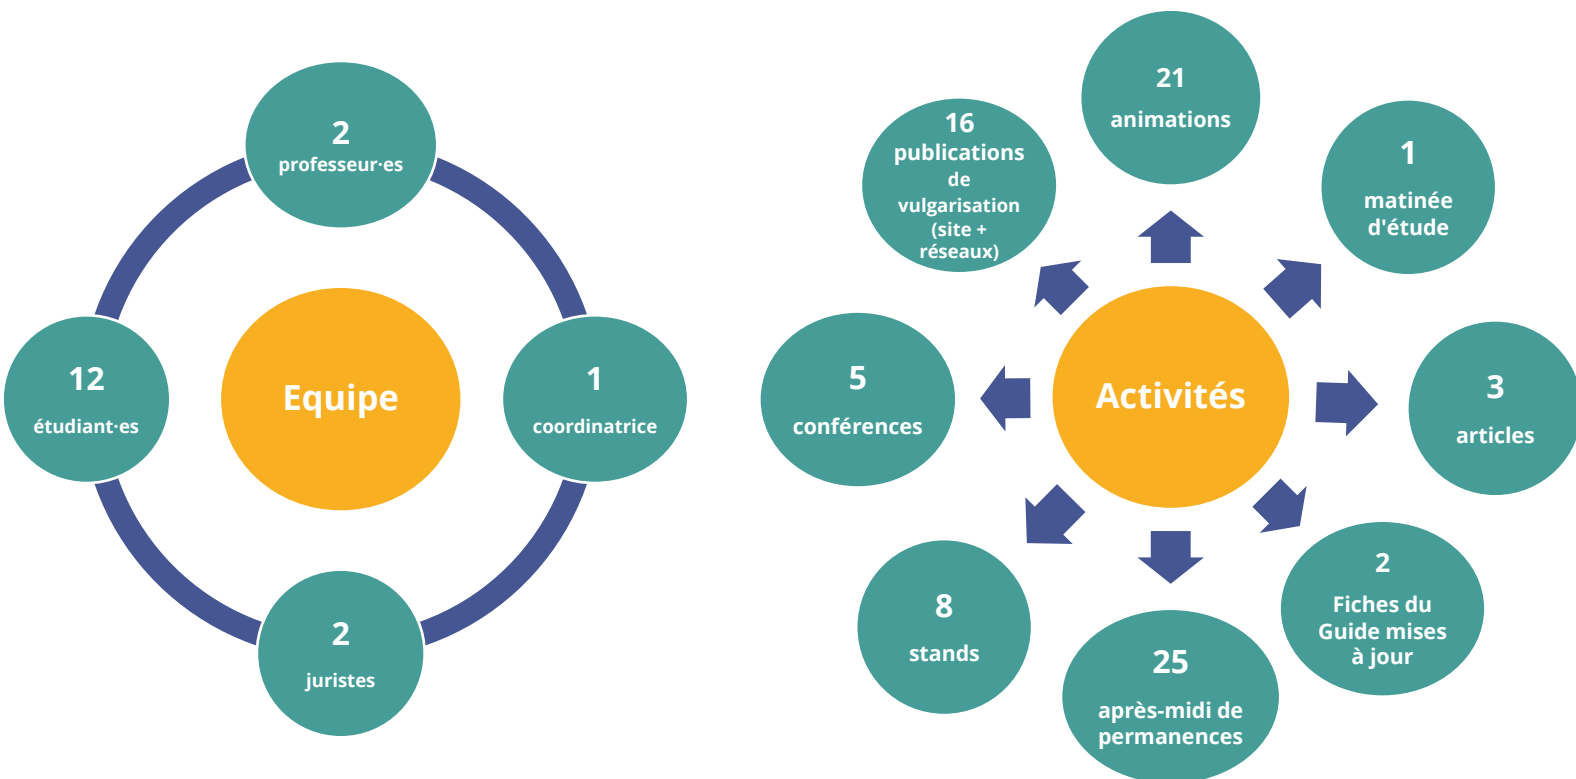 2
professeur·es
12
étudiant·es
Equipe
1
coordinatrice
2
juristes
21
animations
16
publications
de
vulgarisation
(site +
réseaux)
1
matinée
d'étude
5
conférences
Activités
3
articles
8
stands
25
après-midi de
permanences
2
Fiches du
Guide mises
à jour